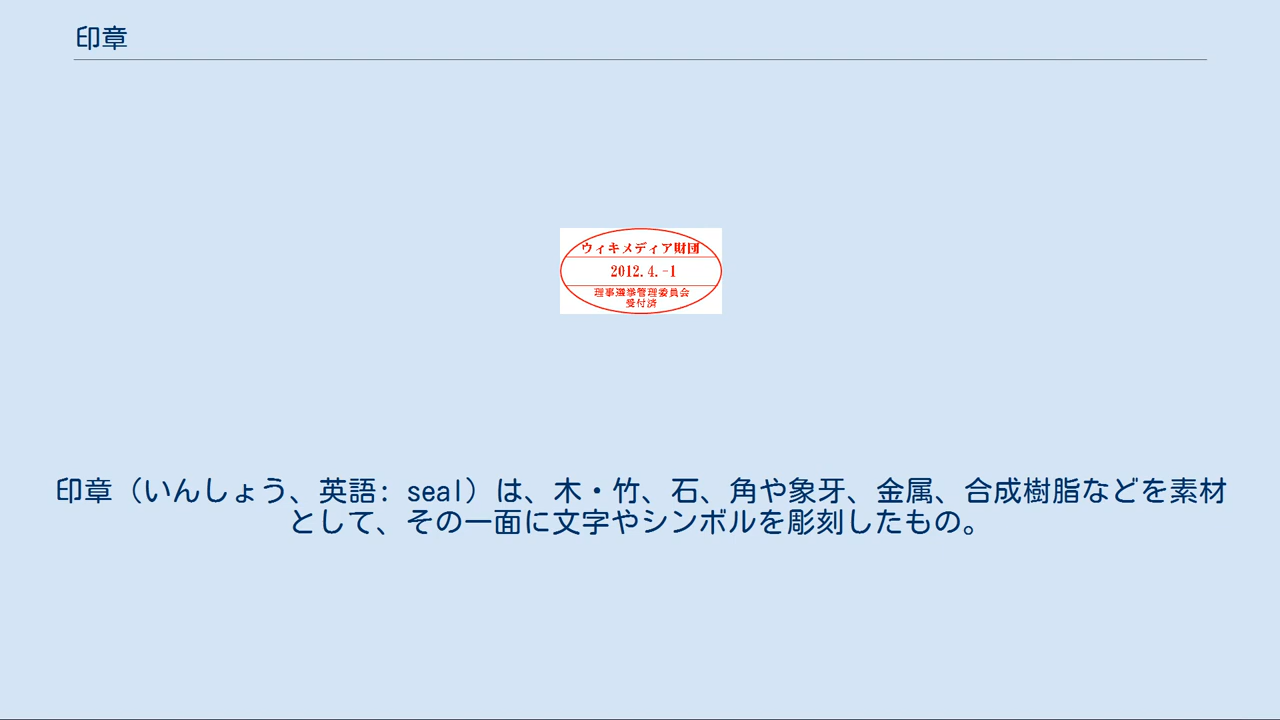 印章
ウィキメディア財団
2012.4.-1
理事選挙管理委員会
受付済
印章（いんしょう、英語: seal）は、木・竹、石、角や象牙、金属、合成樹脂などを素材
として、その一面に文字やシンボルを彫刻したもの。